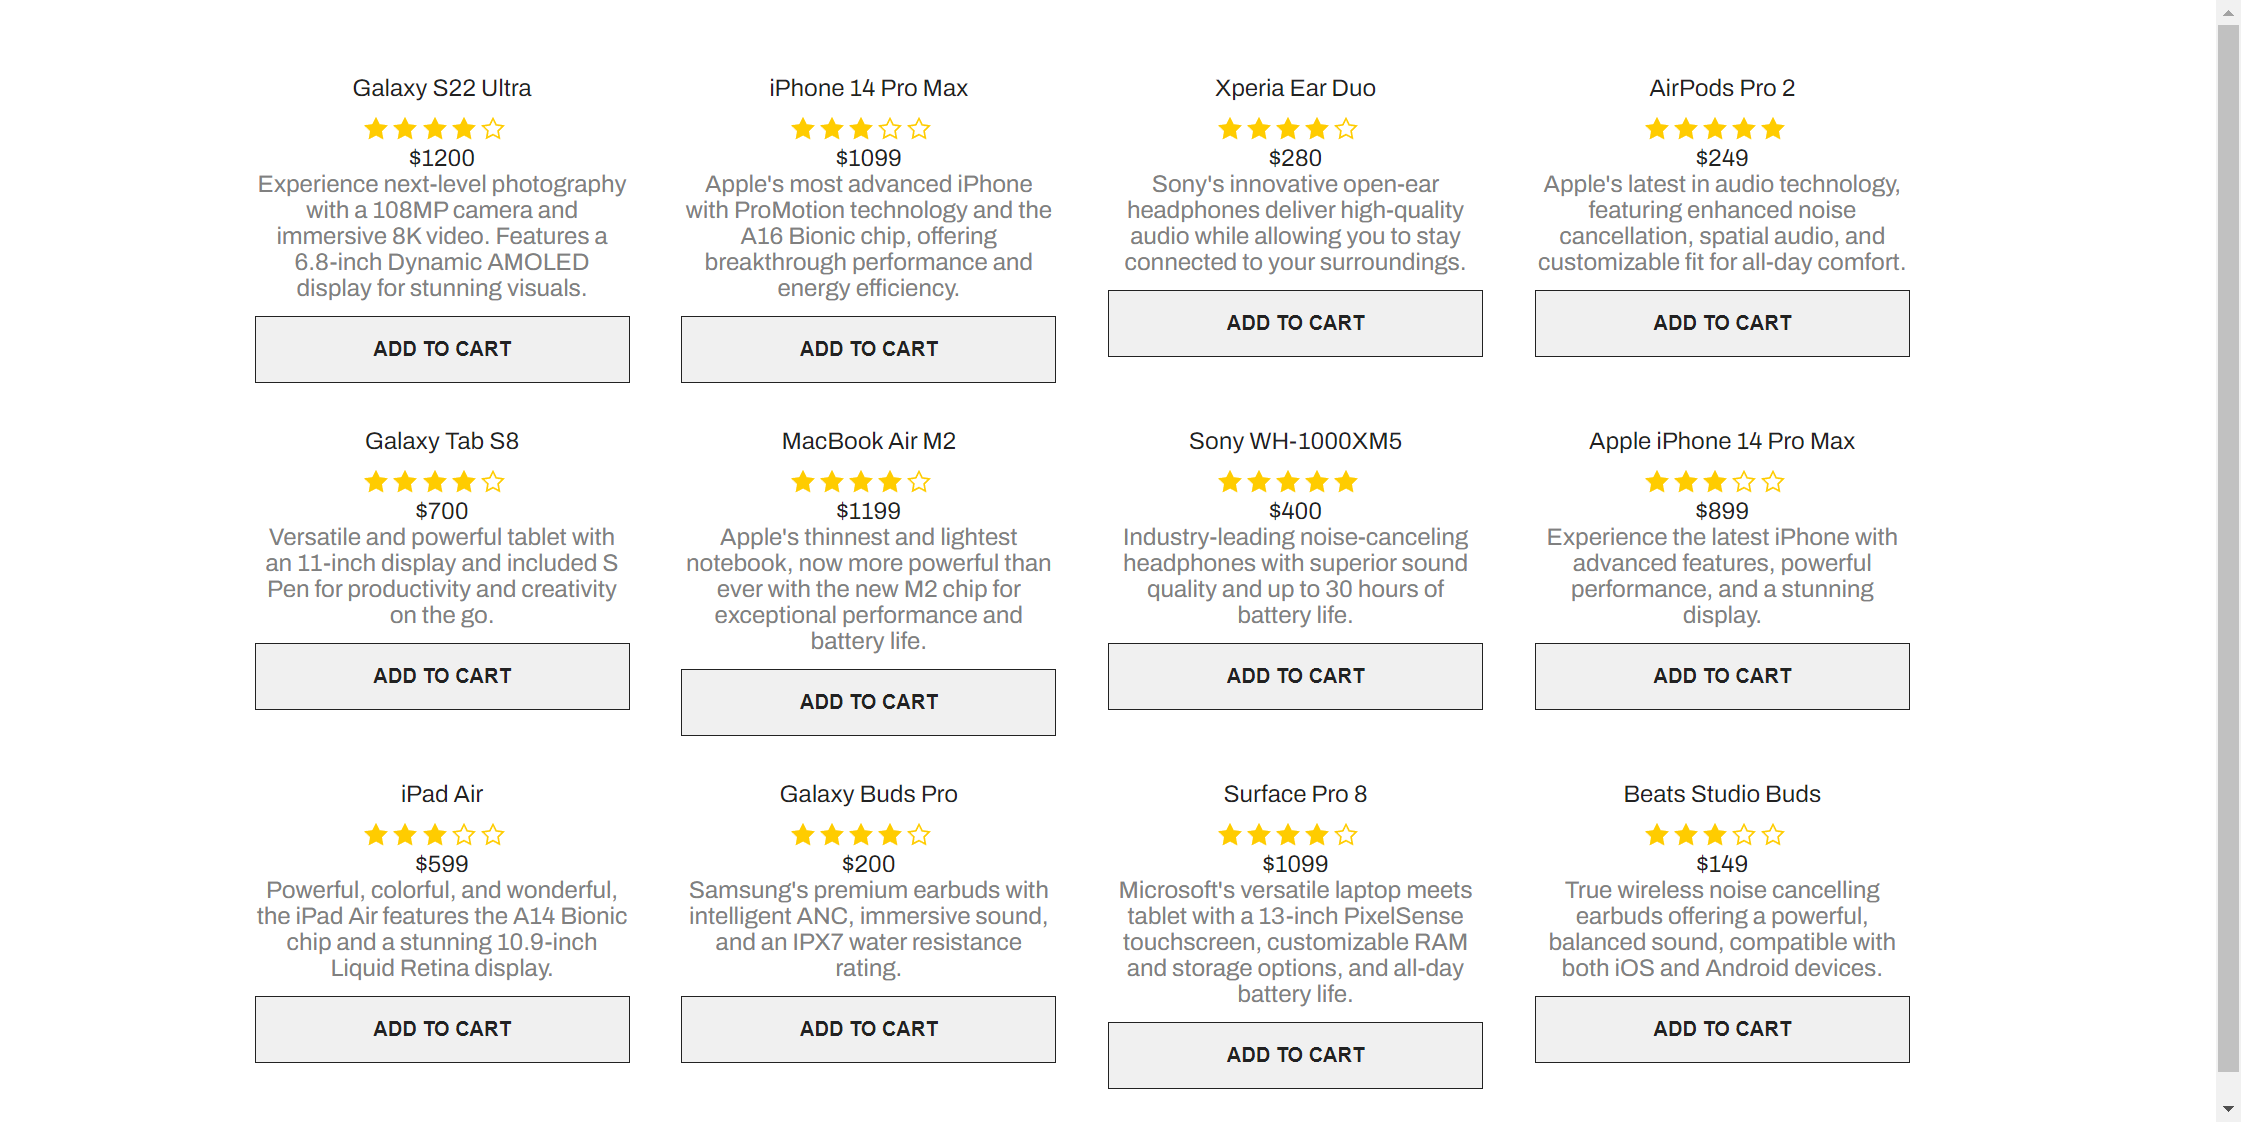 Galaxy S22 Ultra
$1200
Experience next-level photography
with a 108MP camera and
immersive 8K video. Features a
6.8-inch Dynamic AMOLED
display for stunning visuals.
ADD TO CART
iPhone 14 Pro Max
$1099
Apple's most advanced iPhone
with ProMotion technology and the
A16 Bionic chip, offering
breakthrough performance and
energy efficiency.
ADD TO CART
Xperia Ear Duo
$280
Sony's innovative open-ear
headphones deliver high-quality
audio while allowing you to stay
connected to your surroundings.
ADD TO CART
AirPods Pro 2
$249
Apple's latest in audio technology,
featuring enhanced noise
cancellation, spatial audio, and
customizable fit for all-day comfort.
ADD TO CART
Galaxy Tab S8
$700
Versatile and powerful tablet with
an 11-inch display and included S
Pen for productivity and creativity
on the go.
ADD TO CART
MacBook Air M2
$1199
Apple's thinnest and lightest
notebook, now more powerful than
ever with the new M2 chip for
exceptional performance and
battery life.
ADD TO CART
Sony WH-1000XM5
$400
Industry-leading noise-canceling
headphones with superior sound
quality and up to 30 hours of
battery life.
ADD TO CART
Apple iPhone 14 Pro Max
$899
Experience the latest iPhone with
advanced features, powerful
performance, and a stunning
display.
ADD TO CART
iPad Air
$599
Powerful, colorful, and wonderful,
the iPad Air features the A14 Bionic
chip and a stunning 10.9-inch
Liquid Retina display.
ADD TO CART
Galaxy Buds Pro
$200
Samsung's premium earbuds with
intelligent ANC, immersive sound,
and an IPX7 water resistance
rating.
ADD TO CART
Surface Pro 8
$1099
Microsoft's versatile laptop meets
tablet with a 13-inch PixelSense
touchscreen, customizable RAM
and storage options, and all-day
battery life.
ADD TO CART
Beats Studio Buds
$149
True wireless noise cancelling
earbuds offering a powerful,
balanced sound, compatible with
both iOS and Android devices.
ADD TO CART